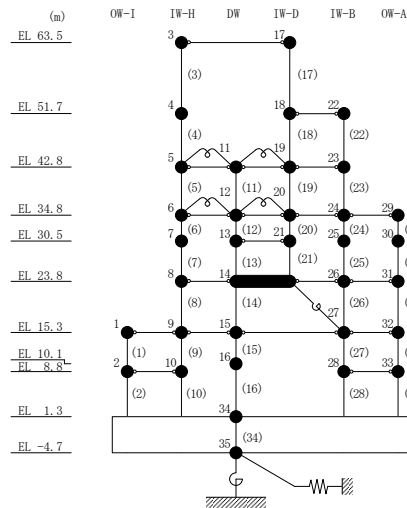 (m) OW-I IW-H DW IW-D IW-B OW-A
EL 63.5 3 17
(3) (17)
EL 51.7 4 18 22
(4) 11 19 (18) (22)
EL 42.8 5 23
(5) 12 (11) 20 (19) (23)
EL 34.8 6 24 29
(6) (12) (20) (24)
EL 30.5 7 13 21 25 30
(7) (13) (21) (25)
EL 23.8 8 14 26 31
(8) (14) 27 (26)
EL 15.3 1 9 15 32
(1) (9) (15) (27)
EL 10.1 16
EL 8.8 2 10 28 33
(2) (10) (16) (28)
EL 1.3 34
(34)
EL -4.7 35